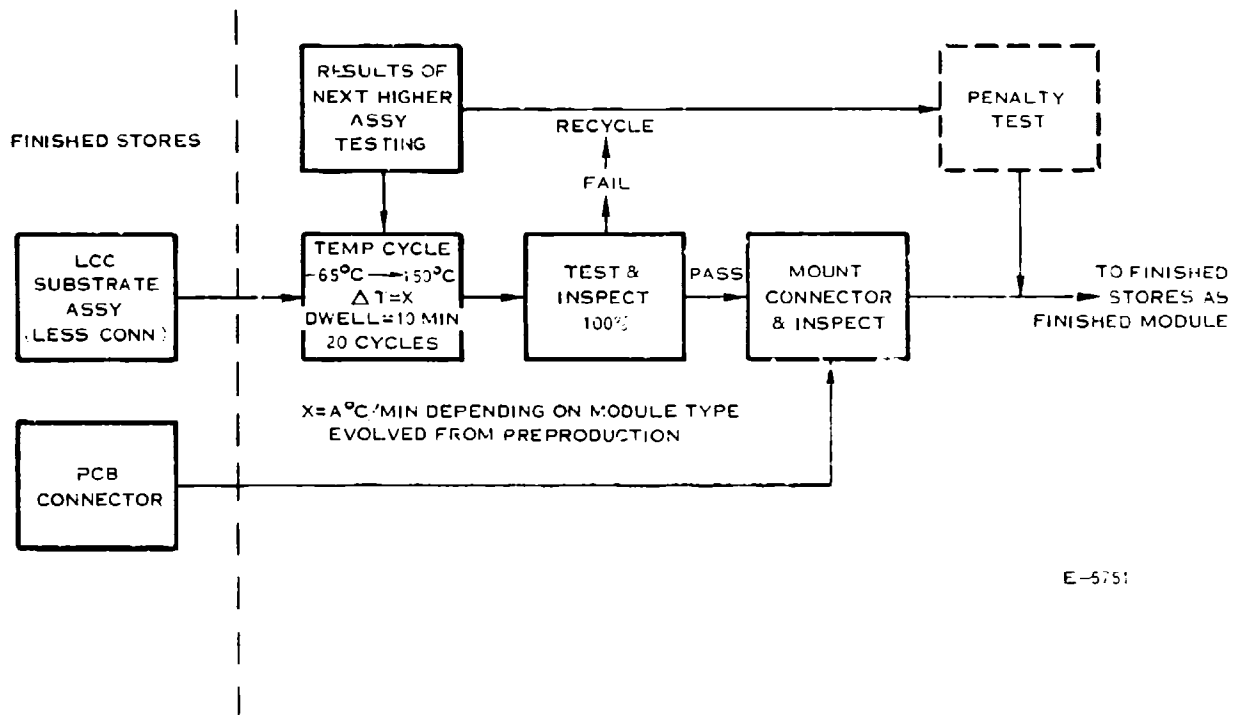 RESULTS OF
NEXT HIGHER
ASSY
TESTING
PENALTY
TEST
RECYCLE
FINISHED STORES
FAIL
LCC
SUBSTRATE
ASSY
(LESS CONN)
TEMP CYCLE
-65°C → 150°C
Δ T=X
DWELL=10 MIN
20 CYCLES
TEST &
INSPECT
100%
PASS
MOUNT
CONNECTOR
& INSPECT
TO FINISHED
STORES AS
FINISHED MODULE
X=A°C/MIN DEPENDING ON MODULE TYPE
EVOLVED FROM PREPRODUCTION
PCB
CONNECTOR
E-5751